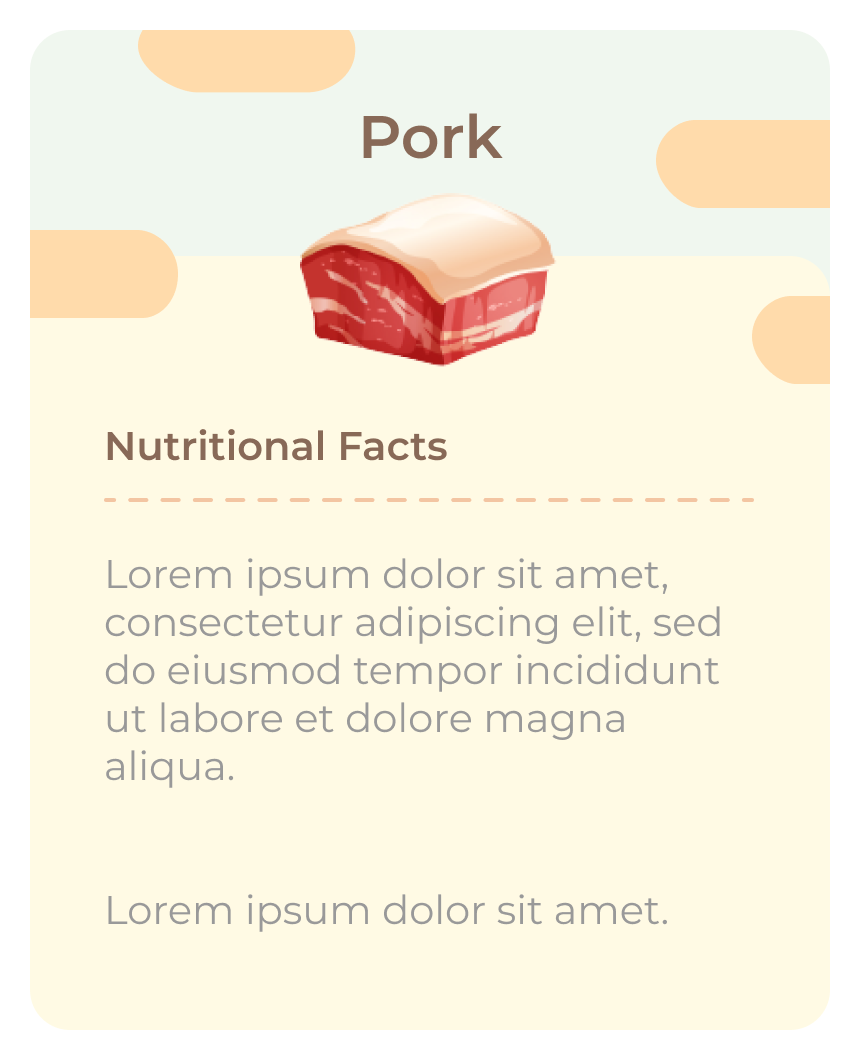 Pork
Nutritional Facts
Lorem ipsum dolor sit amet,
consectetur adipiscing elit, sed
do eiusmod tempor incididunt
ut labore et dolore magna
aliqua.
Lorem ipsum dolor sit amet.